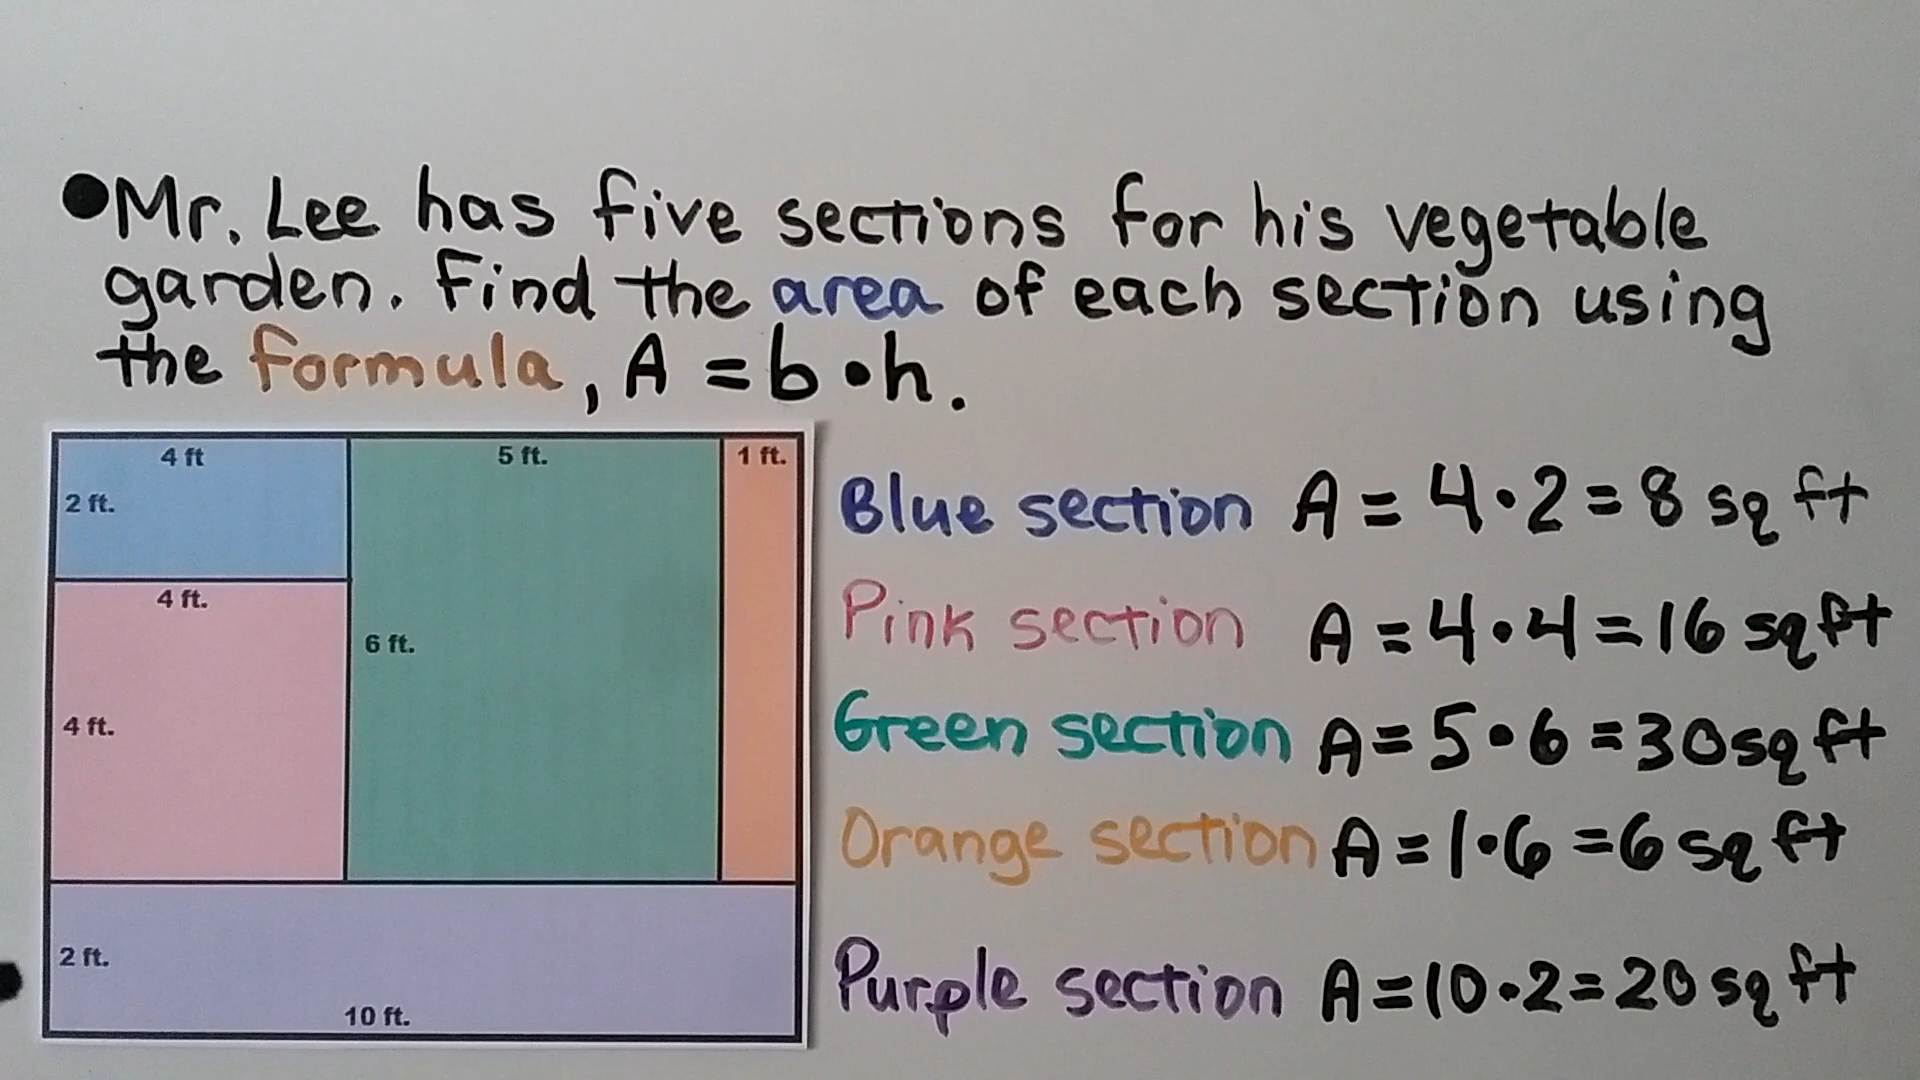 •Mr. Lee has five sections for his vegetable
garden. Find the area of each section using
the formula, A = b•h.
4 ft
5 ft.
1 ft.
2 ft.
4 ft.
6 ft.
4 ft.
2 ft.
10 ft.
Blue section A = 4•2 = 8 sq ft
Pink section A = 4•4 = 16 sq ft
Green section A = 5•6 = 30 sq ft
Orange section A = 1•6 = 6 sq ft
Purple section A = 10•2 = 20 sq ft